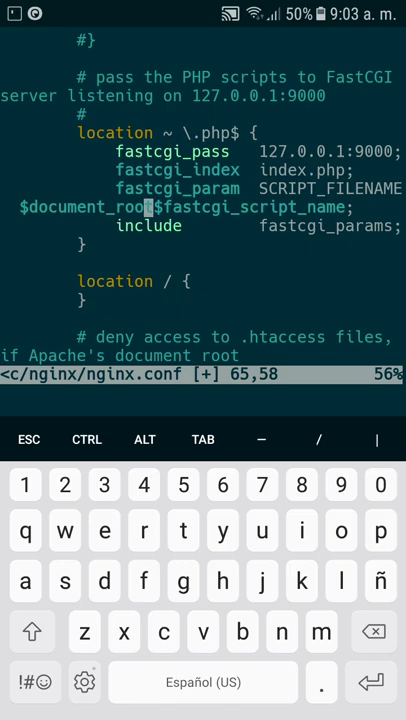 50% 9:03 a. m.
#}
# pass the PHP scripts to FastCGI
server listening on 127.0.0.1:9000
#
location ~ \.php$ {
fastcgi_pass 127.0.0.1:9000;
fastcgi_index index.php;
fastcgi_param SCRIPT_FILENAME
$document_root$fastcgi_script_name;
include fastcgi_params;
}
location / {
}
# deny access to .htaccess files,
if Apache's document root
<c/nginx/nginx.conf [+] 65,58 56%
ESC CTRL ALT TAB – / |
1 2 3 4 5 6 7 8 9 0
q w e r t y u i o p
a s d f g h j k l ñ
z x c v b n m
!#☺ Español (US) .